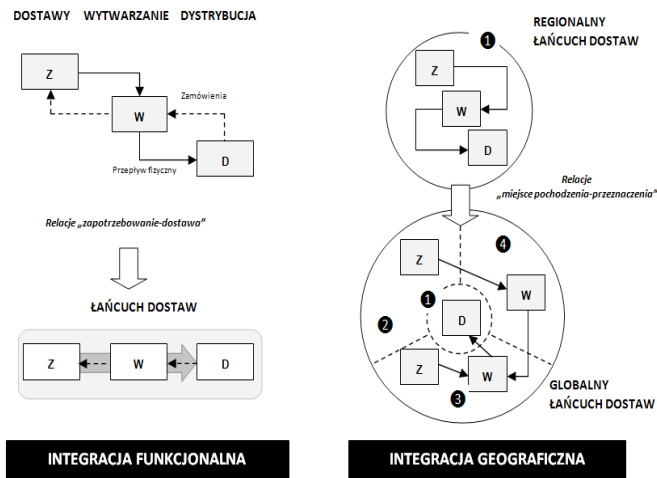 DOSTAWY WYTWARZANIE DYSTRYBUCJA
Z
Zamówienia
W
Przepływ fizyczny
D
Relacje „zapotrzebowanie-dostawa”
ŁAŃCUCH DOSTAW
Z W D
INTEGRACJA FUNKCJONALNA
REGIONALNY
ŁAŃCUCH DOSTAW
1
Z
W
D
Relacje
„miejsce pochodzenia-przeznaczenia”
4
Z
W
1
D
2
Z
W
3
GLOBALNY
ŁAŃCUCH DOSTAW
INTEGRACJA GEOGRAFICZNA